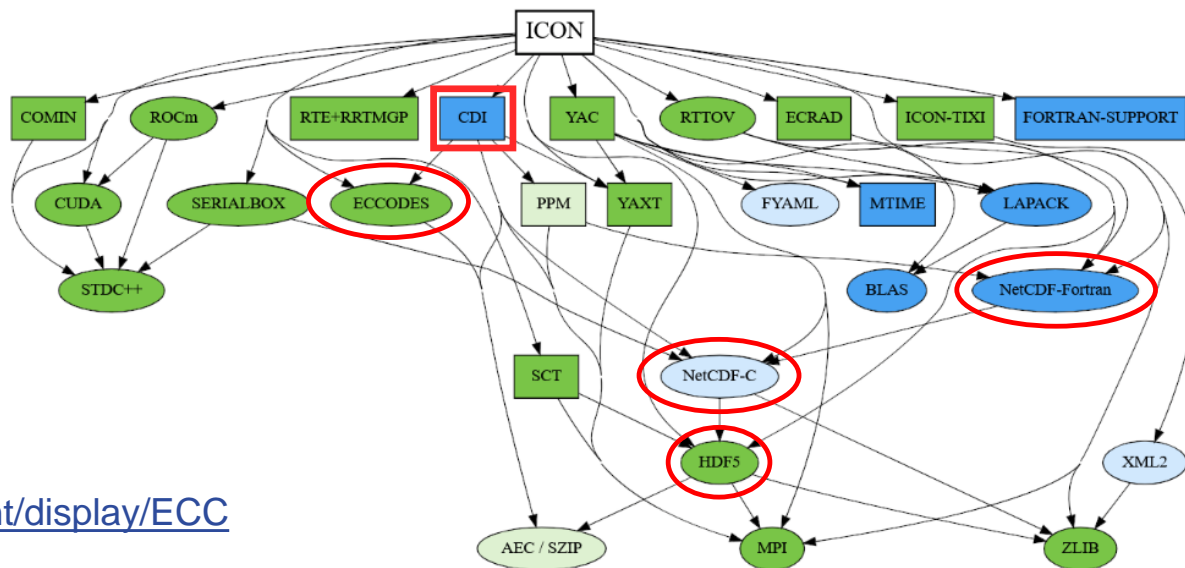 ICON
COMIN
ROCm
RTE+RRTMGP
CDI
YAC
RTTOV
ECRAD
ICON-TIXI
FORTRAN-SUPPORT
CUDA
SERIALBOX
ECCODES
PPM
YAXT
FYAML
MTIME
LAPACK
STDC++
BLAS
NetCDF-Fortran
SCT
NetCDF-C
HDF5
XML2
nt/display/ECC
AEC / SZIP
MPI
ZLIB